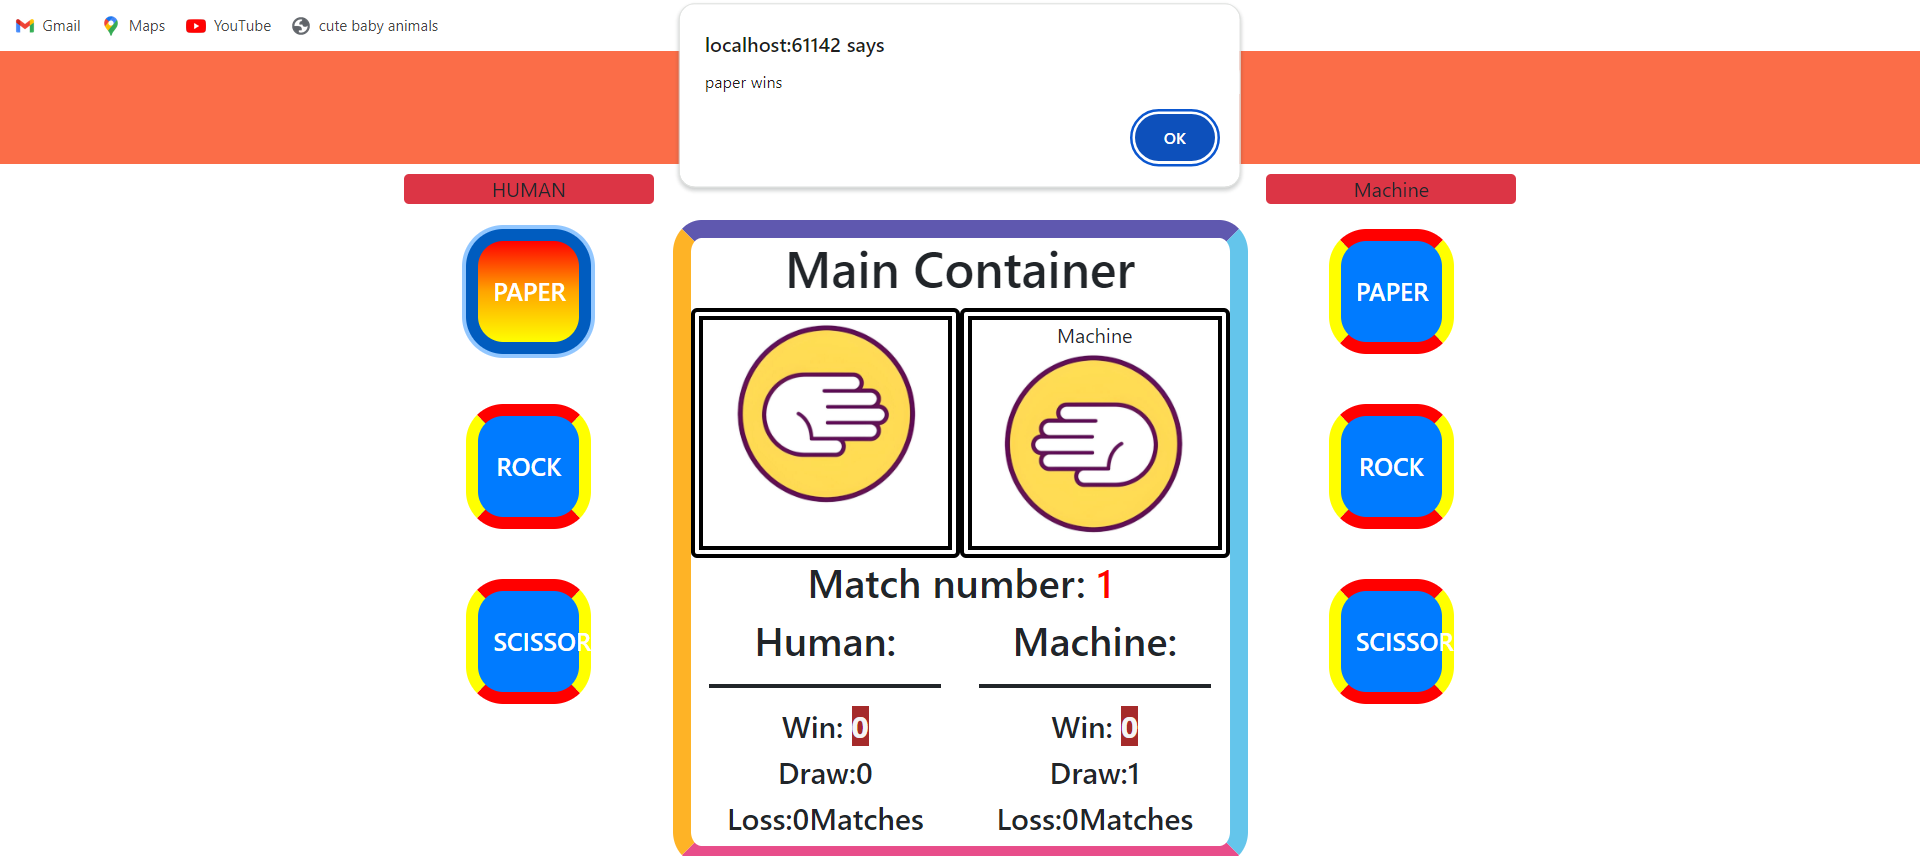 Gmail Maps YouTube cute baby animals
localhost:61142 says
paper wins
OK
HUMAN
Machine
PAPER
ROCK
SCISSOR
Main Container
Machine
Match number: 1
Human: Machine:
Win: 0 Win: 0
Draw:0 Draw:1
Loss:0Matches Loss:0Matches
PAPER
ROCK
SCISSOR